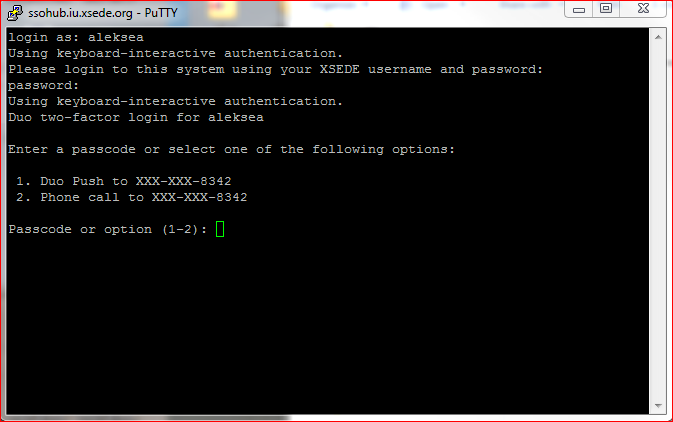 ssohub.iu.xsede.org - PuTTY
login as: aleksea
Using keyboard-interactive authentication.
Please login to this system using your XSEDE username and password:
password:
Using keyboard-interactive authentication.
Duo two-factor login for aleksea
Enter a passcode or select one of the following options:
1. Duo Push to XXX-XXX-8342
2. Phone call to XXX-XXX-8342
Passcode or option (1-2):